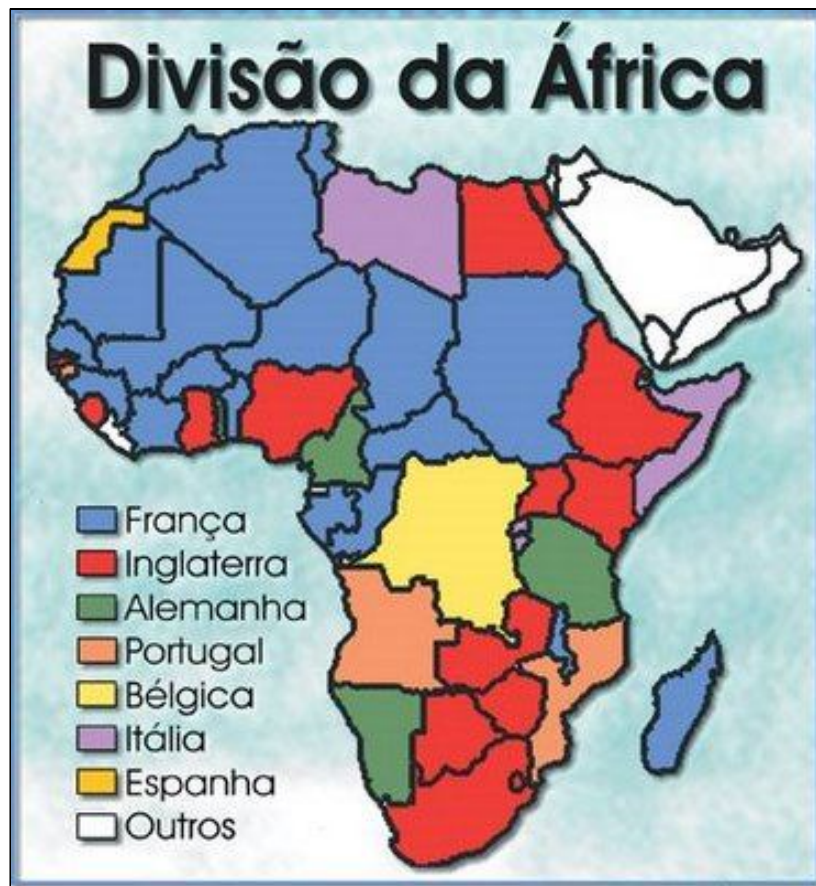 Divisão da África
França
Inglaterra
Alemanha
Portugal
Bélgica
Itália
Espanha
Outros